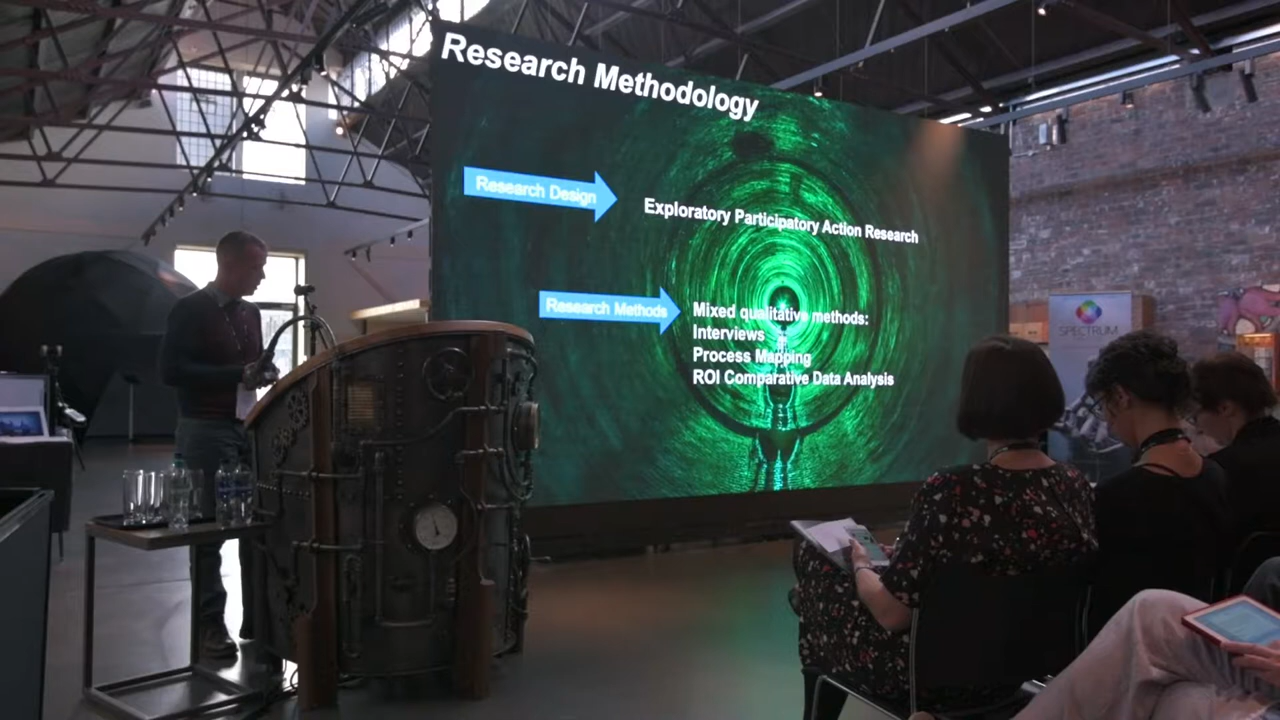 Research Methodology
Research Design
Exploratory Participatory Action Research
Research Methods
Mixed qualitative methods:
Interviews
Process Mapping
ROI Comparative Data Analysis
SPECTRUM